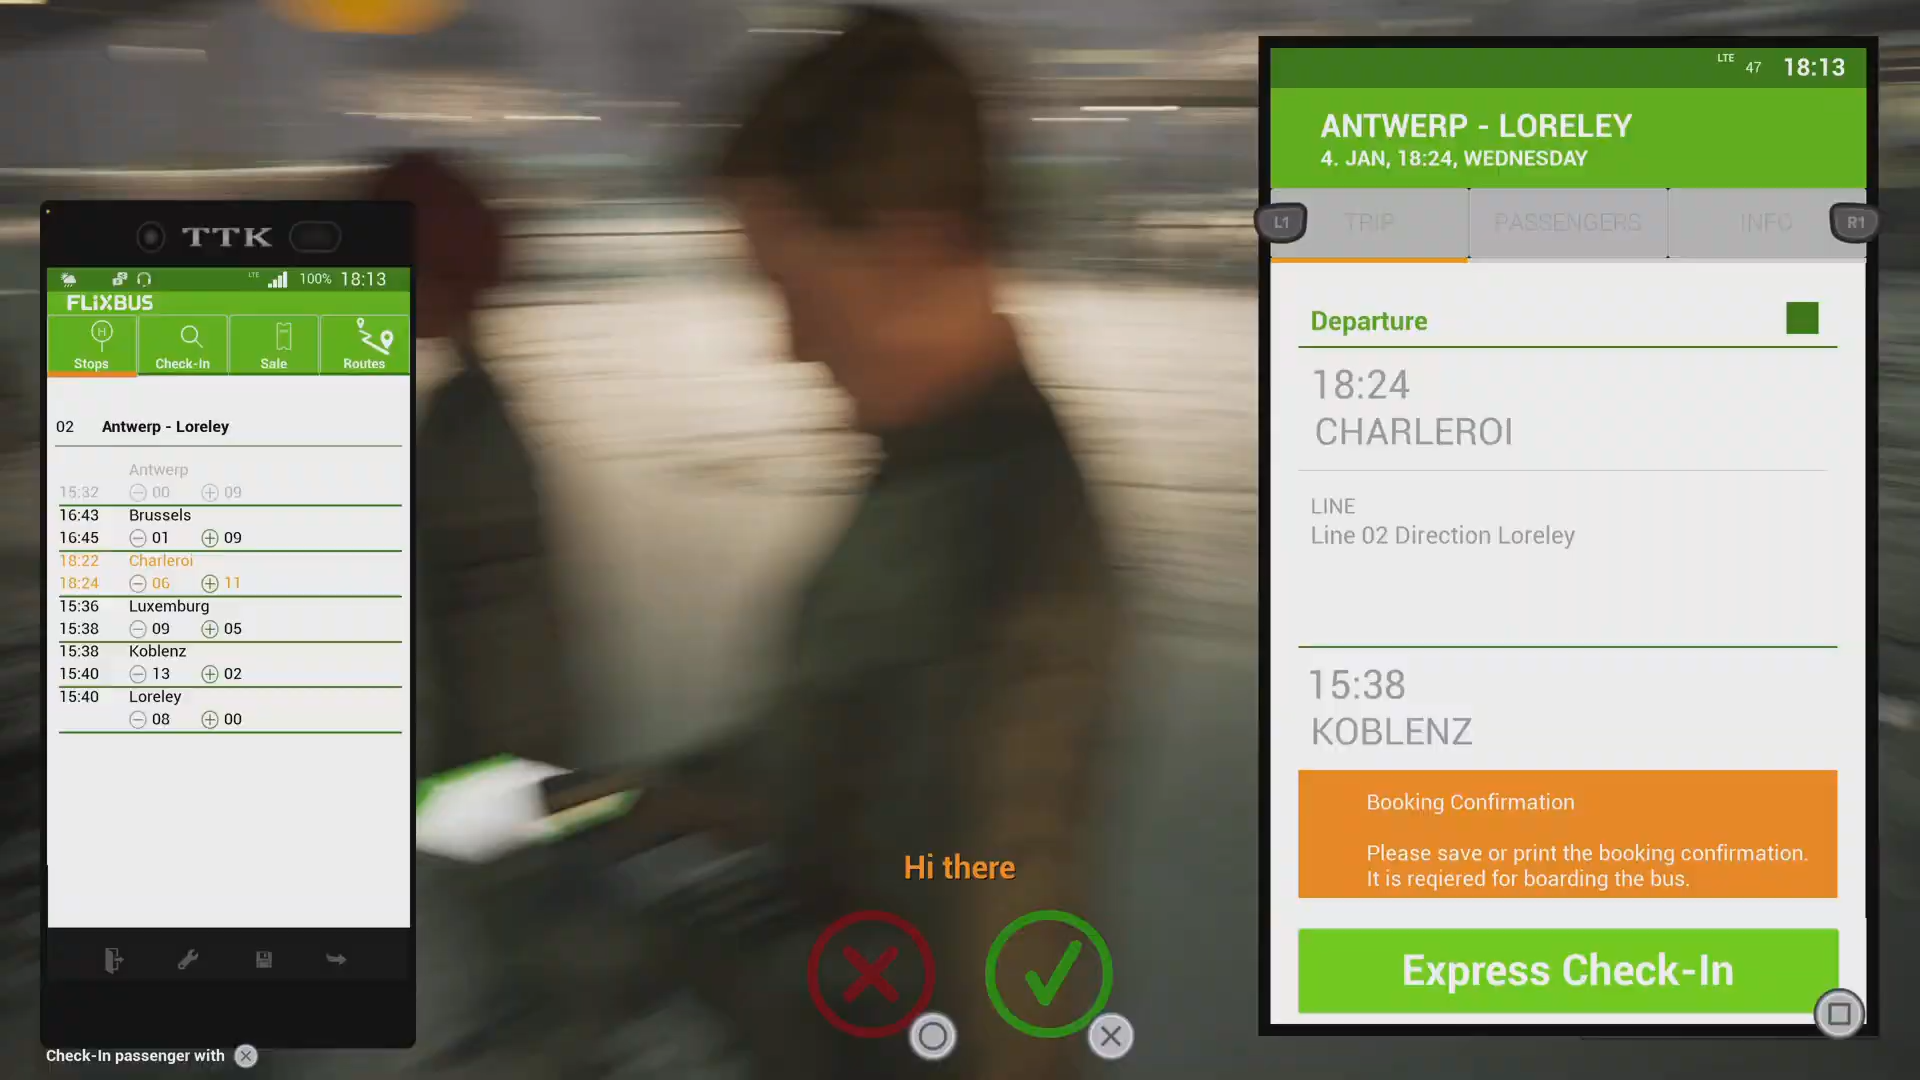 TTK
LTE 100% 18:13
FLiXBUS
H
Stops Check-In Sale Routes
02 Antwerp - Loreley
Antwerp
15:32 00 09
16:43 Brussels
16:45 01 09
18:22 Charleroi
18:24 06 11
15:36 Luxemburg
15:38 09 05
15:38 Koblenz
15:40 13 02
15:40 Loreley
08 00
Check-In passenger with
Hi there
LTE 47 18:13
ANTWERP - LORELEY
4. JAN, 18:24, WEDNESDAY
L1 TRIP PASSENGERS INFO R1
Departure
18:24
CHARLEROI
LINE
Line 02 Direction Loreley
15:38
KOBLENZ
Booking Confirmation
Please save or print the booking confirmation.
It is reqiered for boarding the bus.
Express Check-In